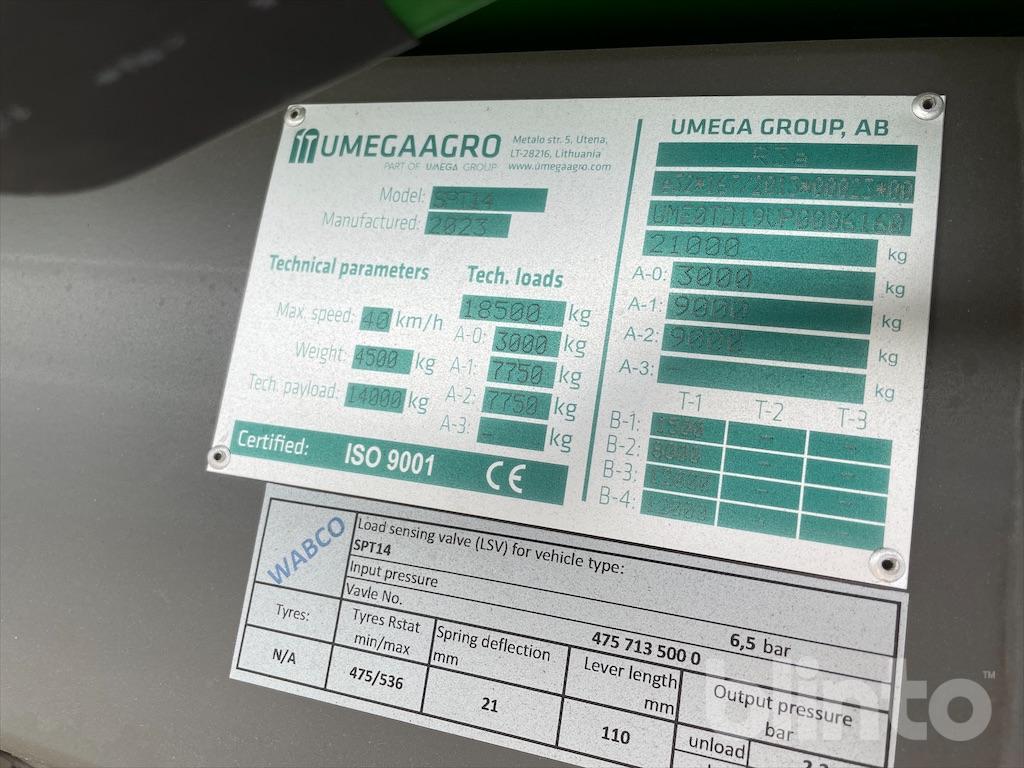 UMEGAAGRO
PART OF UMEGA GROUP
Metalo str. 5, Utena,
LT-28216, Lithuania
www.umegaagro.com
Model: SPT14
Manufactured: 2023
Technical parameters
Max. speed: 40 km/h
Weight: 4500 kg
Tech. payload: 14000 kg
Tech. loads
18500 kg
A-0: 3000 kg
A-1: 7750 kg
A-2: 7750 kg
A-3: - kg
Certified: ISO 9001 CE
UMEGA GROUP, AB
R3a
21000 kg
A-0: 3000 kg
A-1: 9000 kg
A-2: 9000 kg
A-3: - kg
T-1 T-2 T-3
B-1: 1500 - -
B-2: - -
B-3: - -
B-4: - -
WABCO
Load sensing valve (LSV) for vehicle type:
SPT14
Input pressure 6,5 bar
Vavle No. 475 713 500 0
Tyres:
N/A
Tyres Rstat
min/max
475/536
Spring deflection
mm
21
Lever length
mm
110
Output pressure
bar
unload
blinto™